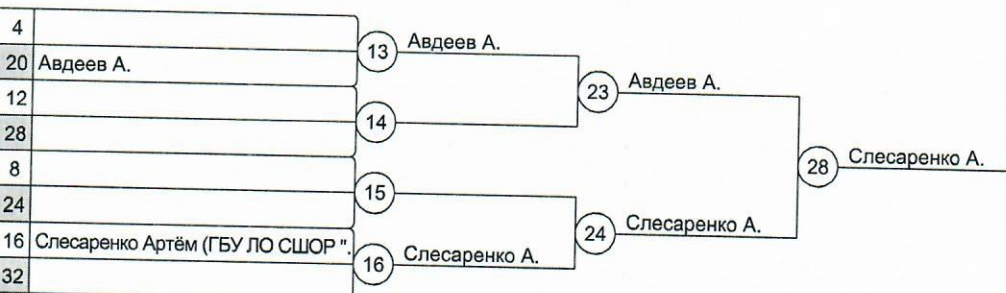 4
13 Авдеев А.
20 Авдеев А.
23 Авдеев А.
12
14
28
28 Слесаренко А.
8
15
24
24 Слесаренко А.
16 Слесаренко Артём (ГБУ ЛО СШОР ".
16 Слесаренко А.
32